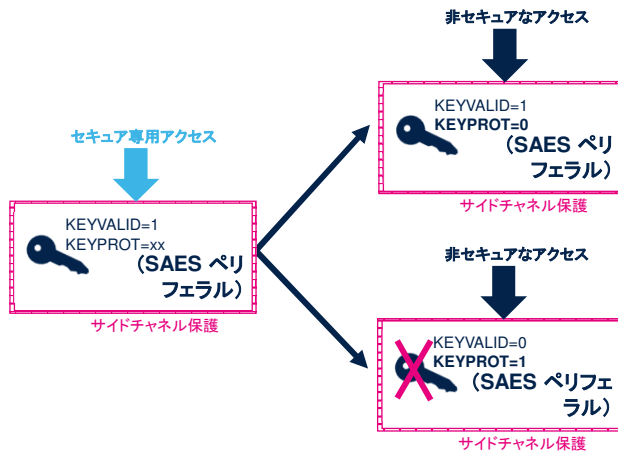 非セキュアなアクセス
KEYVALID=1
KEYPROT=0
（SAES ペリ
フェラル）
サイドチャネル保護
セキュア専用アクセス
KEYVALID=1
KEYPROT=xx
（SAES ペリ
フェラル）
サイドチャネル保護
非セキュアなアクセス
KEYVALID=0
KEYPROT=1
（SAES ペリフェ
ラル）
サイドチャネル保護